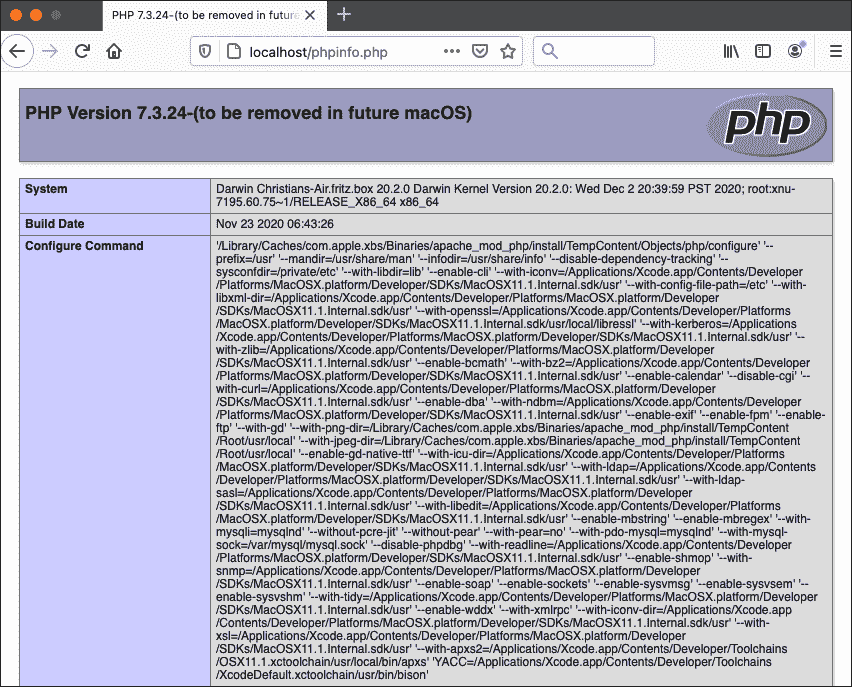 PHP 7.3.24-(to be removed in future
localhost/phpinfo.php
PHP Version 7.3.24-(to be removed in future macOS)
php
System
Darwin Christians-Air.fritz.box 20.2.0 Darwin Kernel Version 20.2.0: Wed Dec 2 20:39:59 PST 2020; root:xnu-
7195.60.75~1/RELEASE_X86_64 x86_64
Build Date
Nov 23 2020 06:43:26
Configure Command
'/Library/Caches/com.apple.xbs/Binaries/apache_mod_php/install/TempContent/Objects/php/configure' '--
prefix=/usr' '--mandir=/usr/share/man' '--infodir=/usr/share/info' '--disable-dependency-tracking' '--
sysconfdir=/private/etc' '--with-libdir=lib' '--enable-cli' '--with-iconv=/Applications/Xcode.app/Contents/Developer
/Platforms/MacOSX.platform/Developer/SDKs/MacOSX11.1.Internal.sdk/usr' '--with-config-file-path=/etc' '--with-
libxml-dir=/Applications/Xcode.app/Contents/Developer/Platforms/MacOSX.platform/Developer
/SDKs/MacOSX11.1.Internal.sdk/usr' '--with-openssl=/Applications/Xcode.app/Contents/Developer/Platforms
/MacOSX.platform/Developer/SDKs/MacOSX11.1.Internal.sdk/usr/local/libressl' '--with-kerberos=/Applications
/Xcode.app/Contents/Developer/Platforms/MacOSX.platform/Developer/SDKs/MacOSX11.1.Internal.sdk/usr' '--
with-zlib=/Applications/Xcode.app/Contents/Developer/Platforms/MacOSX.platform/Developer
/SDKs/MacOSX11.1.Internal.sdk/usr' '--enable-bcmath' '--with-bz2=/Applications/Xcode.app/Contents/Developer
/Platforms/MacOSX.platform/Developer/SDKs/MacOSX11.1.Internal.sdk/usr' '--enable-calendar' '--disable-cgi' '--
with-curl=/Applications/Xcode.app/Contents/Developer/Platforms/MacOSX.platform/Developer
/SDKs/MacOSX11.1.Internal.sdk/usr' '--enable-dba' '--with-ndbm=/Applications/Xcode.app/Contents/Developer
/Platforms/MacOSX.platform/Developer/SDKs/MacOSX11.1.Internal.sdk/usr' '--enable-exif' '--enable-fpm' '--enable-
ftp' '--with-gd' '--with-png-dir=/Library/Caches/com.apple.xbs/Binaries/apache_mod_php/install/TempContent
/Root/usr/local' '--with-jpeg-dir=/Library/Caches/com.apple.xbs/Binaries/apache_mod_php/install/TempContent
/Root/usr/local' '--enable-gd-native-ttf' '--with-icu-dir=/Applications/Xcode.app/Contents/Developer/Platforms
/MacOSX.platform/Developer/SDKs/MacOSX11.1.Internal.sdk/usr' '--with-ldap=/Applications/Xcode.app/Contents
/Developer/Platforms/MacOSX.platform/Developer/SDKs/MacOSX11.1.Internal.sdk/usr' '--with-ldap-
sasl=/Applications/Xcode.app/Contents/Developer/Platforms/MacOSX.platform/Developer
/SDKs/MacOSX11.1.Internal.sdk/usr' '--with-libedit=/Applications/Xcode.app/Contents/Developer/Platforms
/MacOSX.platform/Developer/SDKs/MacOSX11.1.Internal.sdk/usr' '--enable-mbstring' '--enable-mbregex' '--with-
mysqli=mysqlnd' '--without-pcre-jit' '--without-pear' '--with-pear=no' '--with-pdo-mysql=mysqlnd' '--with-mysql-
sock=/var/mysql/mysql.sock' '--disable-phpdbg' '--with-readline=/Applications/Xcode.app/Contents/Developer
/Platforms/MacOSX.platform/Developer/SDKs/MacOSX11.1.Internal.sdk/usr' '--enable-shmop' '--with-
snmp=/Applications/Xcode.app/Contents/Developer/Platforms/MacOSX.platform/Developer
/SDKs/MacOSX11.1.Internal.sdk/usr' '--enable-soap' '--enable-sockets' '--enable-sysvmsg' '--enable-sysvsem' '--
enable-sysvshm' '--with-tidy=/Applications/Xcode.app/Contents/Developer/Platforms/MacOSX.platform/Developer
/SDKs/MacOSX11.1.Internal.sdk/usr' '--enable-wddx' '--with-xmlrpc' '--with-iconv-dir=/Applications/Xcode.app
/Contents/Developer/Platforms/MacOSX.platform/Developer/SDKs/MacOSX11.1.Internal.sdk/usr' '--with-
xsl=/Applications/Xcode.app/Contents/Developer/Platforms/MacOSX.platform/Developer
/SDKs/MacOSX11.1.Internal.sdk/usr' '--with-apxs2=/Applications/Xcode.app/Contents/Developer/Toolchains
/OSX11.1.xctoolchain/usr/local/bin/apxs' 'YACC=/Applications/Xcode.app/Contents/Developer/Toolchains
/XcodeDefault.xctoolchain/usr/bin/bison'